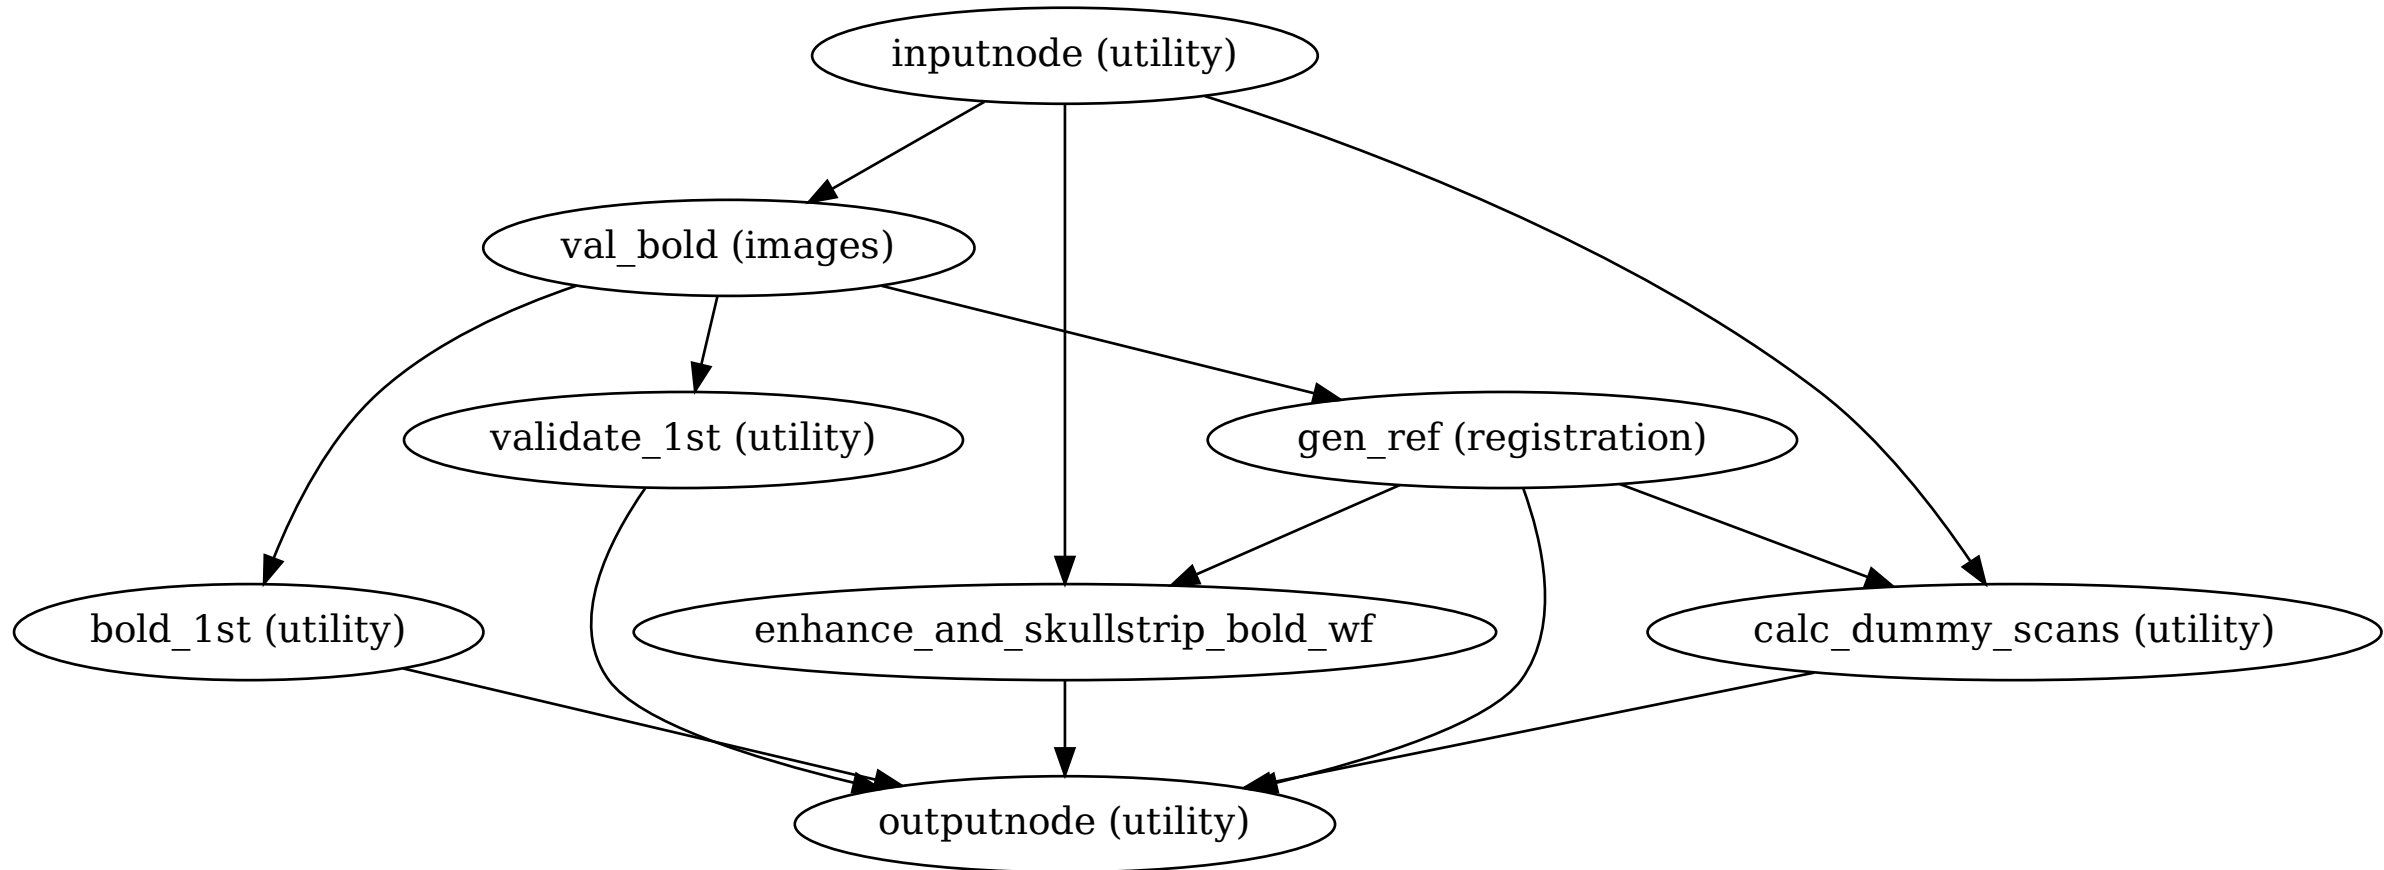 inputnode (utility)
val_bold (images)
validate_1st (utility)
gen_ref (registration)
bold_1st (utility)
enhance_and_skullstrip_bold_wf
calc_dummy_scans (utility)
outputnode (utility)